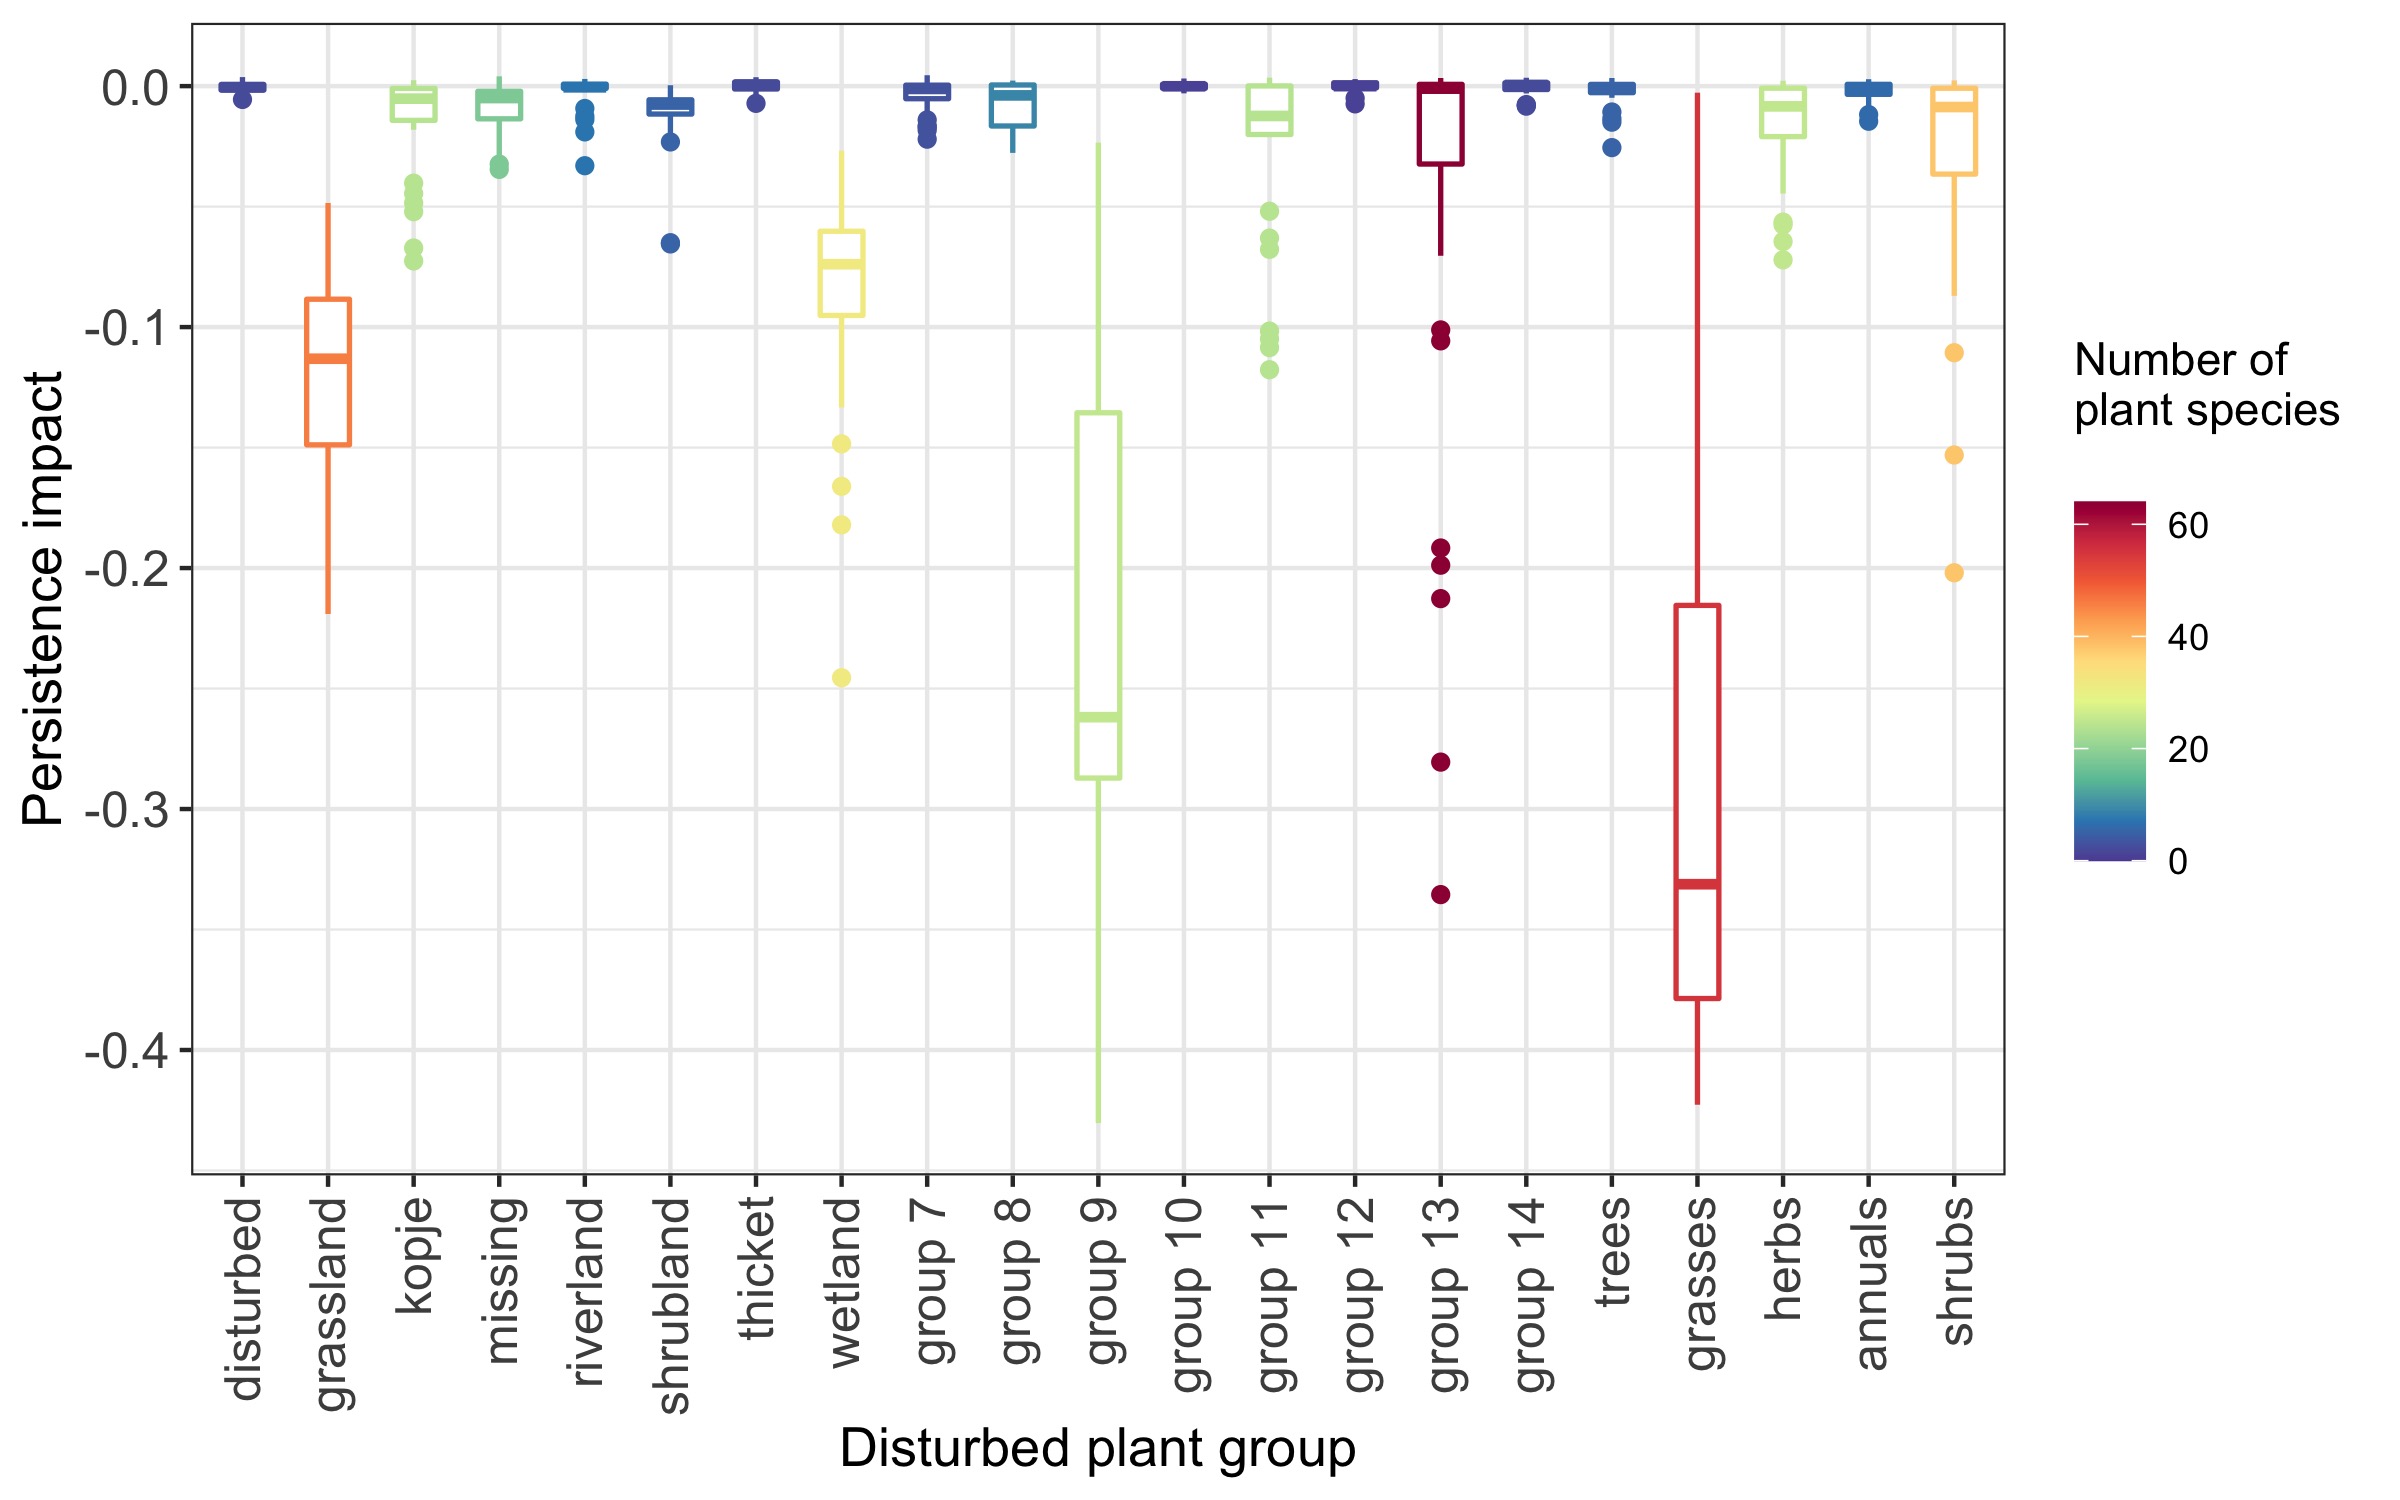 0.0
-0.1
-0.2
-0.3
-0.4
Persistence impact
disturbed
grassland
kopje
missing
riverland
shrubland
thicket
wetland
group 7
group 8
group 9
group 10
group 11
group 12
group 13
group 14
trees
grasses
herbs
annuals
shrubs
Disturbed plant group
Number of
plant species
60
40
20
0